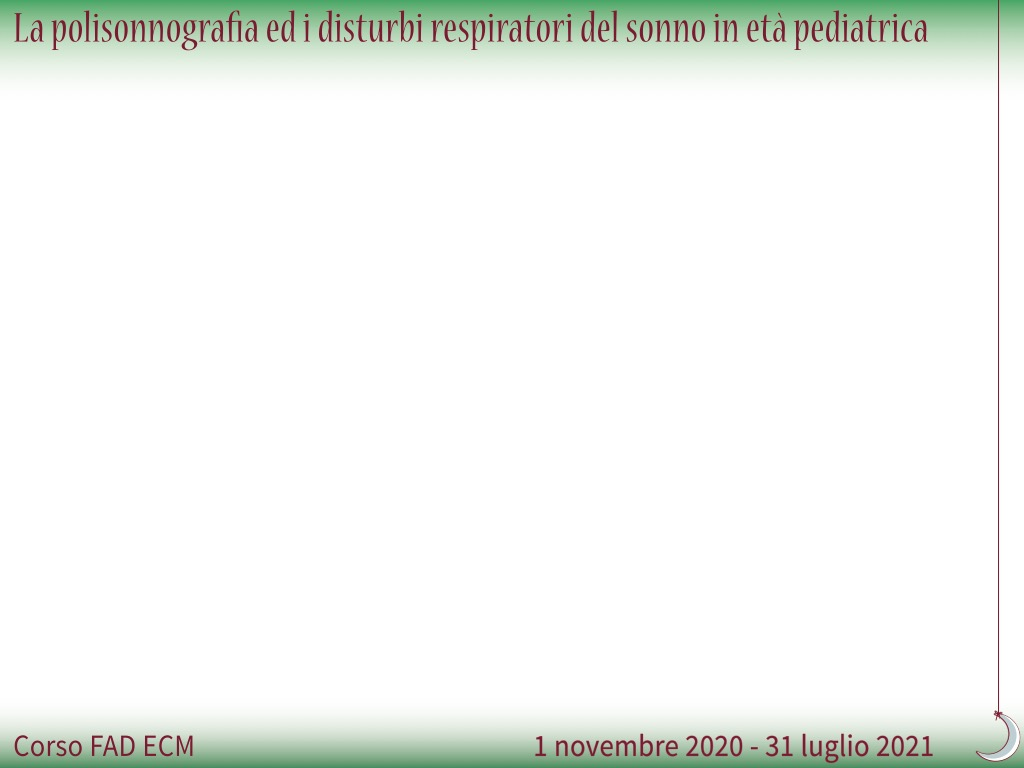 La polisonnografia ed i disturbi respiratori del sonno in età pediatrica
Corso FAD ECM
1 novembre 2020 - 31 luglio 2021